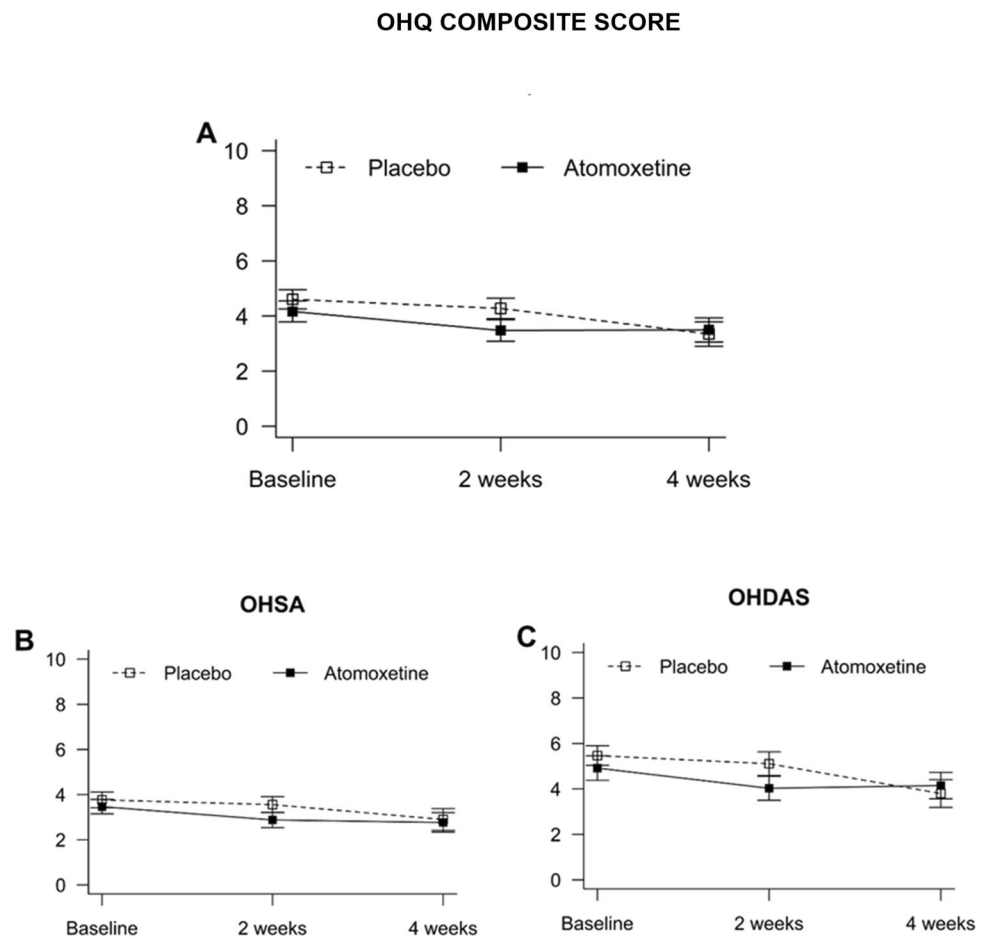 OHQ COMPOSITE SCORE
A
Placebo Atomoxetine
10
8
6
4
2
0
Baseline 2 weeks 4 weeks
OHSA
B
Placebo Atomoxetine
10
8
6
4
2
0
Baseline 2 weeks 4 weeks
OHDAS
C
Placebo Atomoxetine
10
8
6
4
2
0
Baseline 2 weeks 4 weeks